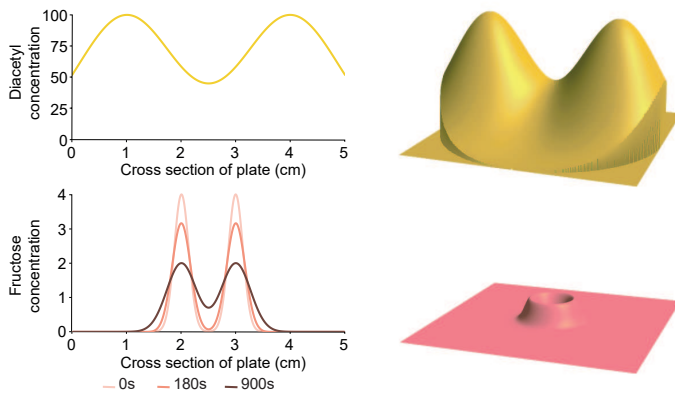 Diacetyl
concentration
100
75
50
25
0
0 1 2 3 4 5
Cross section of plate (cm)
Fructose
concentration
4
3
2
1
0
0 1 2 3 4 5
Cross section of plate (cm)
0s 180s 900s